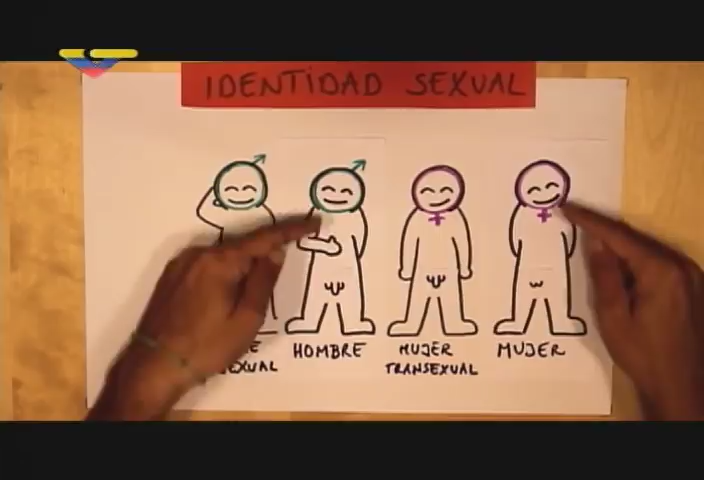 IDENTIDAD SEXUAL
HOMBRE
MUJER
TRANSEXUAL
MUJER